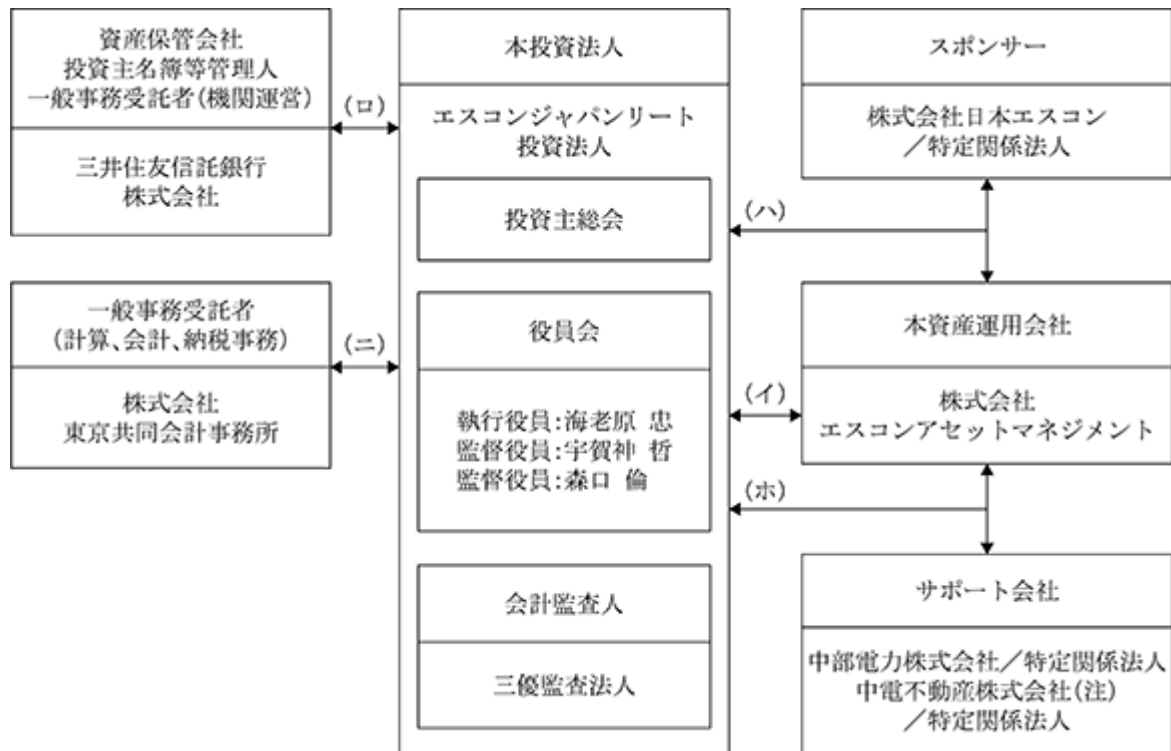 資産保管会社
投資主名簿等管理人
一般事務受託者(機関運営)
三井住友信託銀行
株式会社
(ロ)
一般事務受託者
(計算、会計、納税事務)
株式会社
東京共同会計事務所
(ニ)
本投資法人
エスコンジャパンリート
投資法人
投資主総会
役員会
執行役員:海老原 忠
監督役員:宇賀神 哲
監督役員:森口 倫
会計監査人
三優監査法人
(ハ)
(イ)
(ホ)
スポンサー
株式会社日本エスコン
／特定関係法人
本資産運用会社
株式会社
エスコンアセットマネジメント
サポート会社
中部電力株式会社／特定関係法人
中電不動産株式会社(注)
／特定関係法人